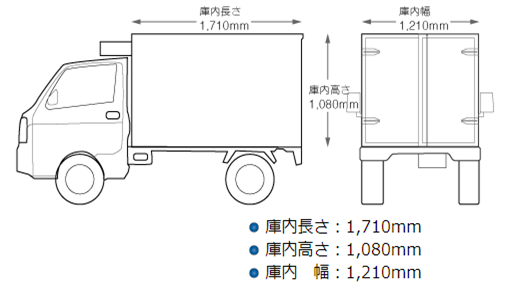 庫内長さ
1,710mm
庫内幅
1,210mm
庫内高さ
1,080mm
庫内長さ：1,710mm
庫内高さ：1,080mm
庫内　幅：1,210mm